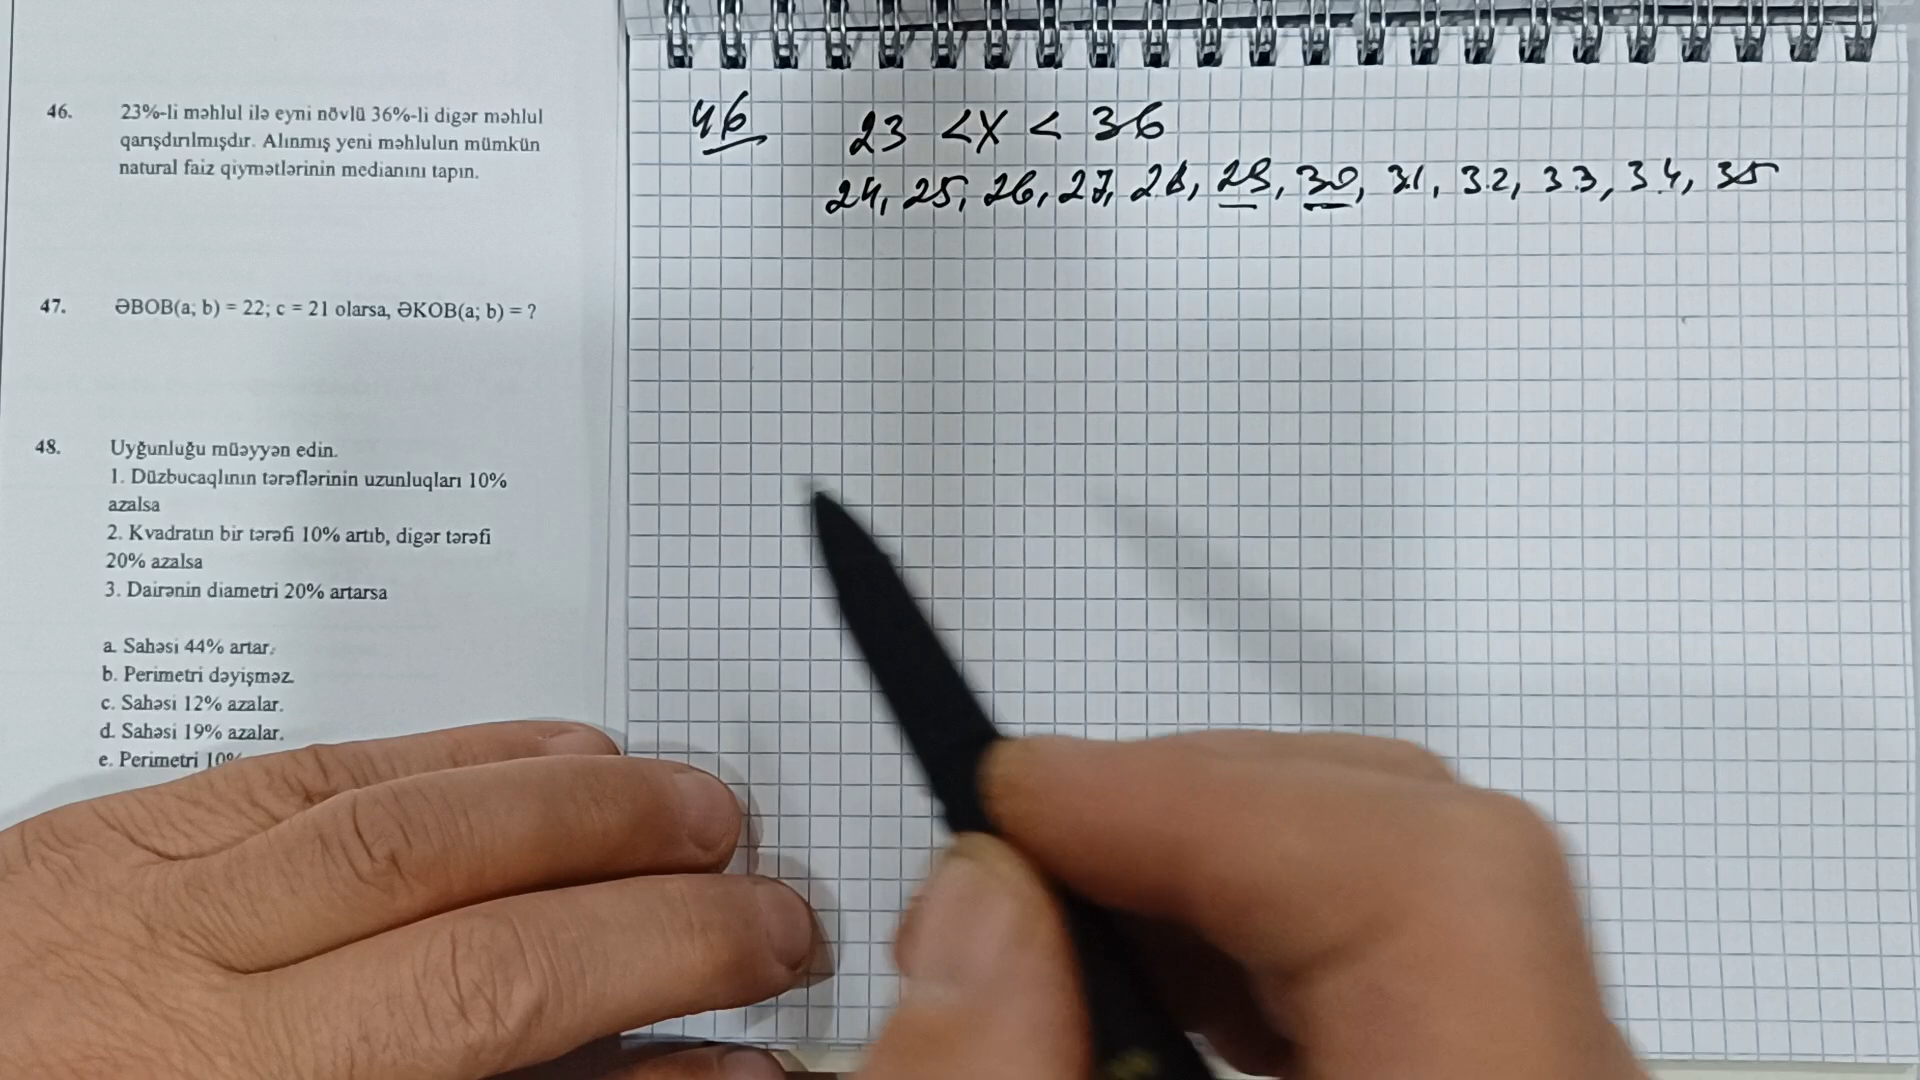 46. 23%-li məhlul ilə eyni növlü 36%-li digər məhlul
qarışdırılmışdır. Alınmış yeni məhlulun mümkün
natural faiz qiymətlərinin medianını tapın.
47. ƏBOB(a; b) = 22; c = 21 olarsa, ƏKOB(a; b) = ?
48. Uyğunluğu müəyyən edin.
1. Düzbucaqlının tərəflərinin uzunluqları 10%
azalsa
2. Kvadratın bir tərəfi 10% artıb, digər tərəfi
20% azalsa
3. Dairənin diametri 20% artarsa
a. Sahəsi 44% artar.
b. Perimetri dəyişməz.
c. Sahəsi 12% azalar.
d. Sahəsi 19% azalar.
e. Perimetri 10%
46 23 < x < 36
24, 25, 26, 27, 28, 29, 30, 31, 32, 33, 34, 35